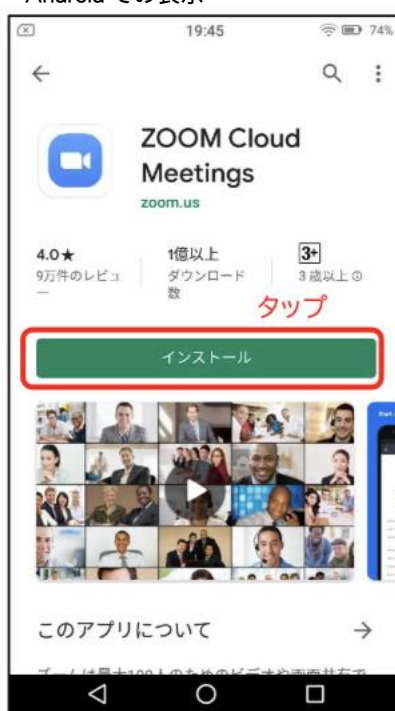 Android での表示
19:45
74%
ZOOM Cloud
Meetings
zoom.us
4.0★
9万件のレビュ
ー
1億以上
ダウンロード
数
3+
3 歳以上
タップ
インストール
このアプリについて